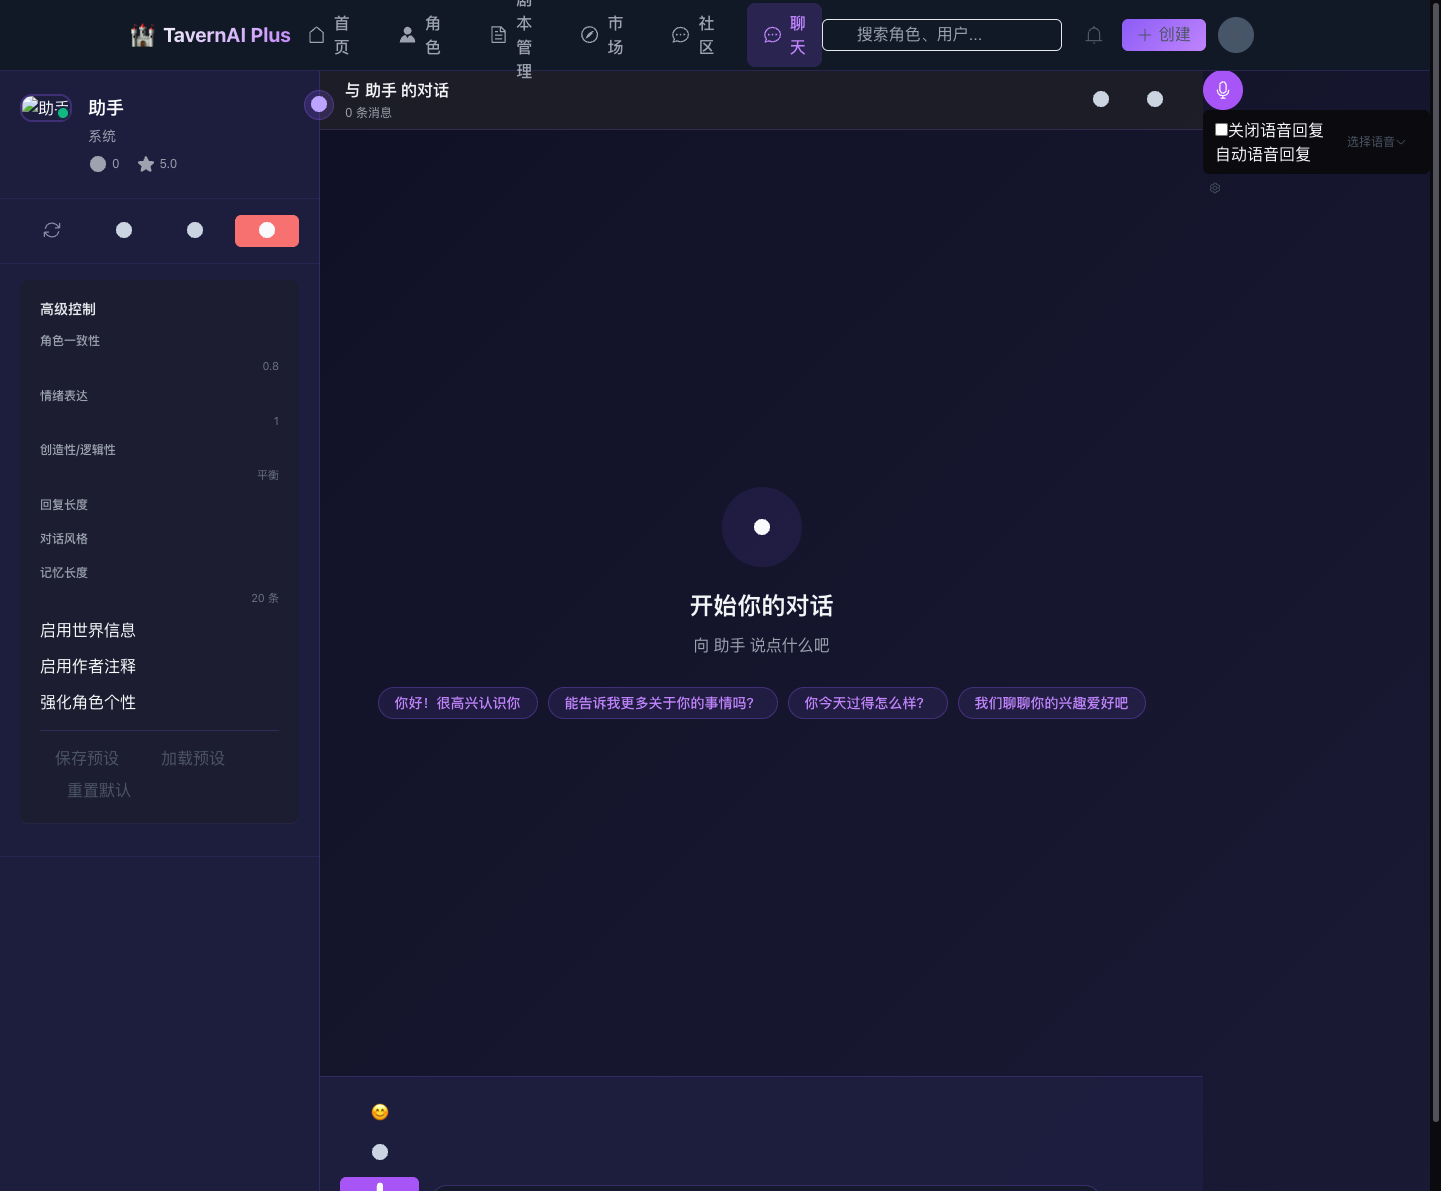 TavernAI Plus
首页
角色
剧本管理
市场
社区
聊天
搜索角色、用户...
创建
助手
助手
系统
0
5.0
与 助手 的对话
0 条消息
关闭语音回复
自动语音回复
选择语音
高级控制
角色一致性
0.8
情绪表达
1
创造性/逻辑性
平衡
回复长度
对话风格
记忆长度
20 条
启用世界信息
启用作者注释
强化角色个性
保存预设
加载预设
重置默认
开始你的对话
向 助手 说点什么吧
你好！很高兴认识你
能告诉我更多关于你的事情吗？
你今天过得怎么样？
我们聊聊你的兴趣爱好吧